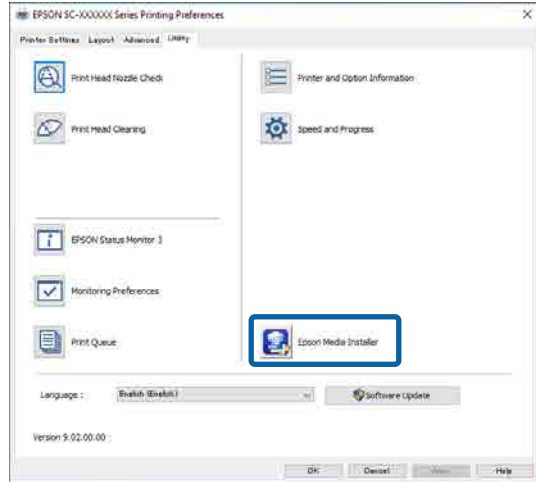 EPSON SC-XXXXXX Series Printing Preferences
Printer Settings Layout Advanced Utility
Print Head Nozzle Check
Printer and Option Information
Print Head Cleaning
Speed and Progress
EPSON Status Monitor 3
Monitoring Preferences
Print Queue
Epson Media Installer
Language : English (English) Software Update
Version 9.02.00.00
OK Cancel Apply Help